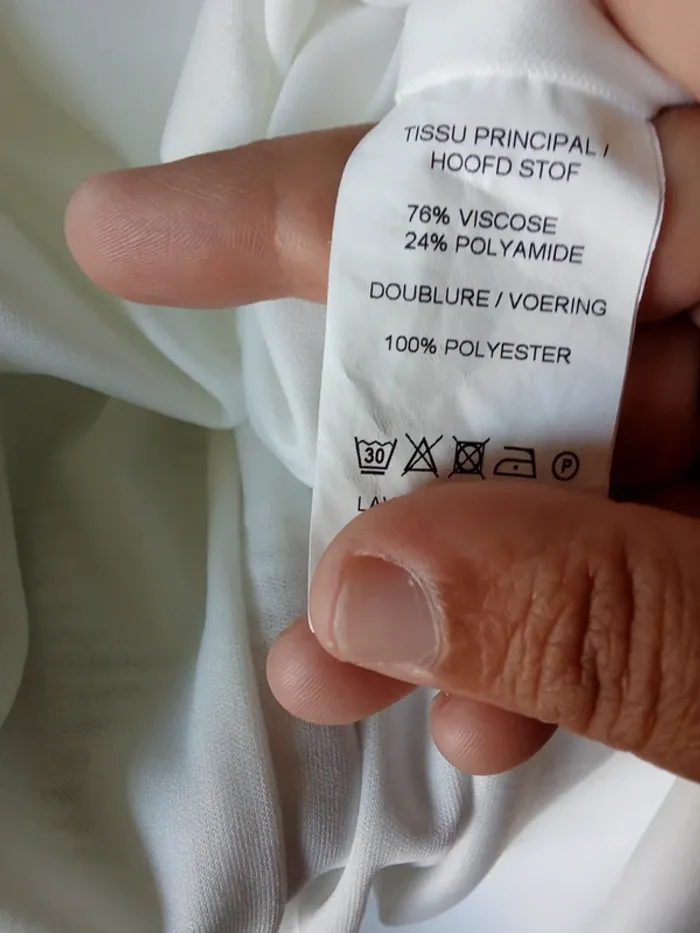 TISSU PRINCIPAL /
HOOFD STOF
76% VISCOSE
24% POLYAMIDE
DOUBLURE / VOERING
100% POLYESTER
30 P